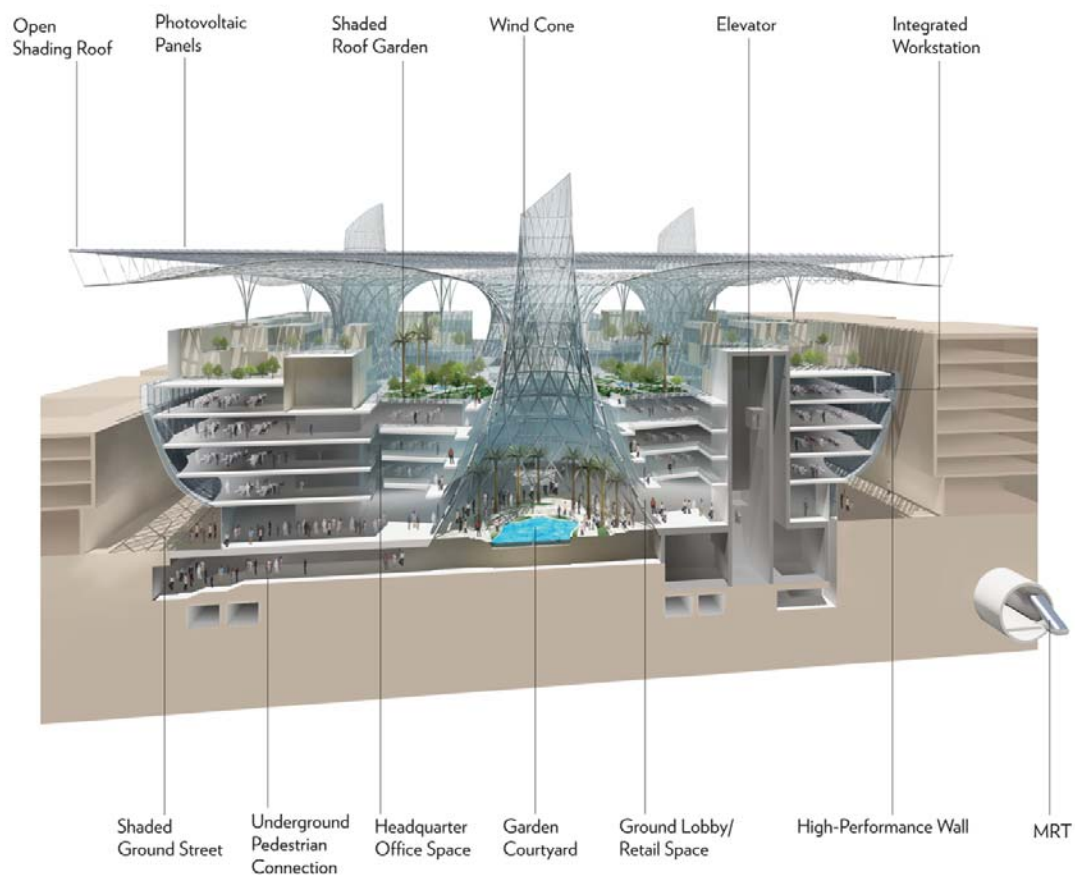 Open
Shading Roof
Photovoltaic
Panels
Shaded
Roof Garden
Wind Cone
Elevator
Integrated
Workstation
Shaded
Ground Street
Underground
Pedestrian
Connection
Headquarter
Office Space
Garden
Courtyard
Ground Lobby/
Retail Space
High-Performance Wall
MRT